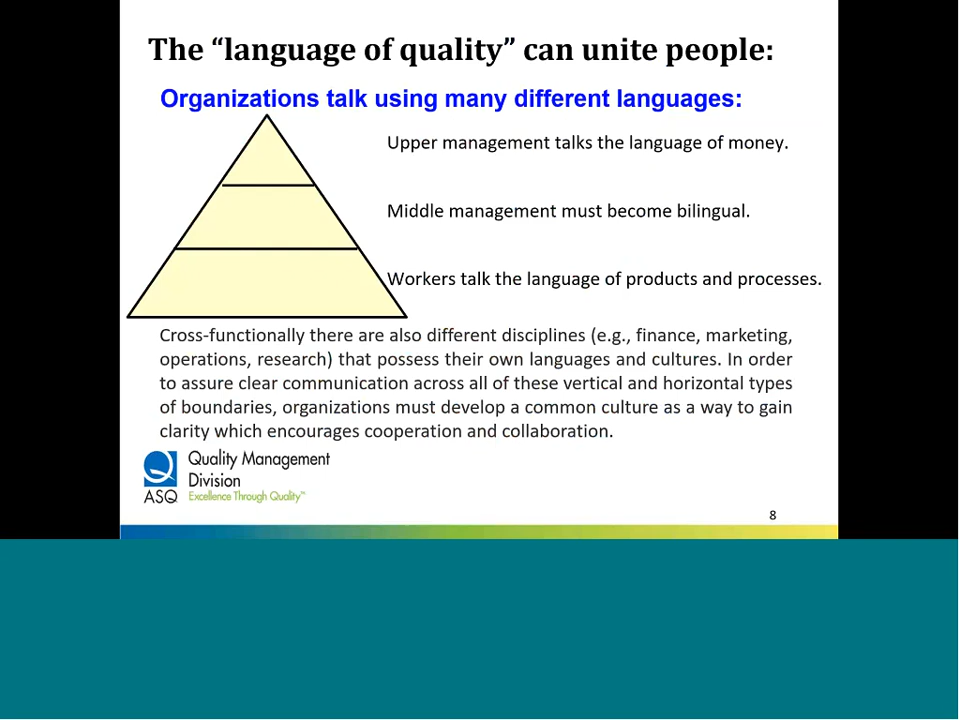 The “language of quality” can unite people:
Organizations talk using many different languages:
Upper management talks the language of money.
Middle management must become bilingual.
Workers talk the language of products and processes.
Cross-functionally there are also different disciplines (e.g., finance, marketing,
operations, research) that possess their own languages and cultures. In order
to assure clear communication across all of these vertical and horizontal types
of boundaries, organizations must develop a common culture as a way to gain
clarity which encourages cooperation and collaboration.
Quality Management
Division
ASQ Excellence Through Quality™
8